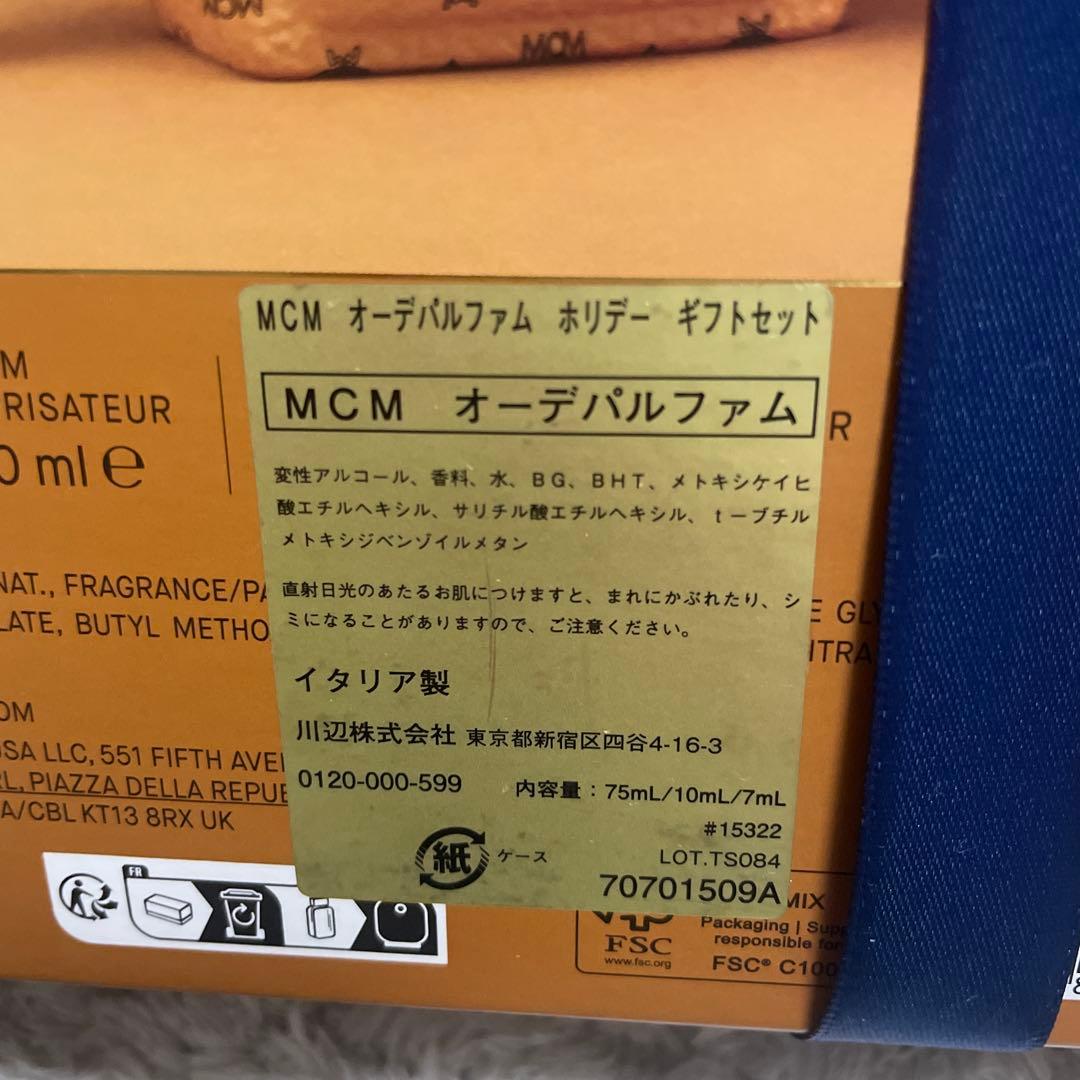 MCM
MCM
MCM オーデパルファム ホリデー ギフトセット
MCM オーデパルファム
変性アルコール、香料、水、BG、BHT、メトキシケイヒ
酸エチルヘキシル、サリチル酸エチルヘキシル、t－ブチル
メトキシジベンゾイルメタン
直射日光のあたるお肌につけますと、まれにかぶれたり、シ
ミになることがありますので、ご注意ください。
イタリア製
川辺株式会社 東京都新宿区四谷4-16-3
0120-000-599 内容量：75mL/10mL/7mL
#15322
紙 ケース LOT.TS084
70701509A
M
RISATEUR
0 ml e
R
NAT., FRAGRANCE/PA
LATE, BUTYL METHO
E GLY
ITRA
OM
OSA LLC, 551 FIFTH AVE
RL, PIAZZA DELLA REPUB
A/CBL KT13 8RX UK
FR
MIX
Packaging | Supp
responsible for
FSC
www.fsc.org
FSC® C100